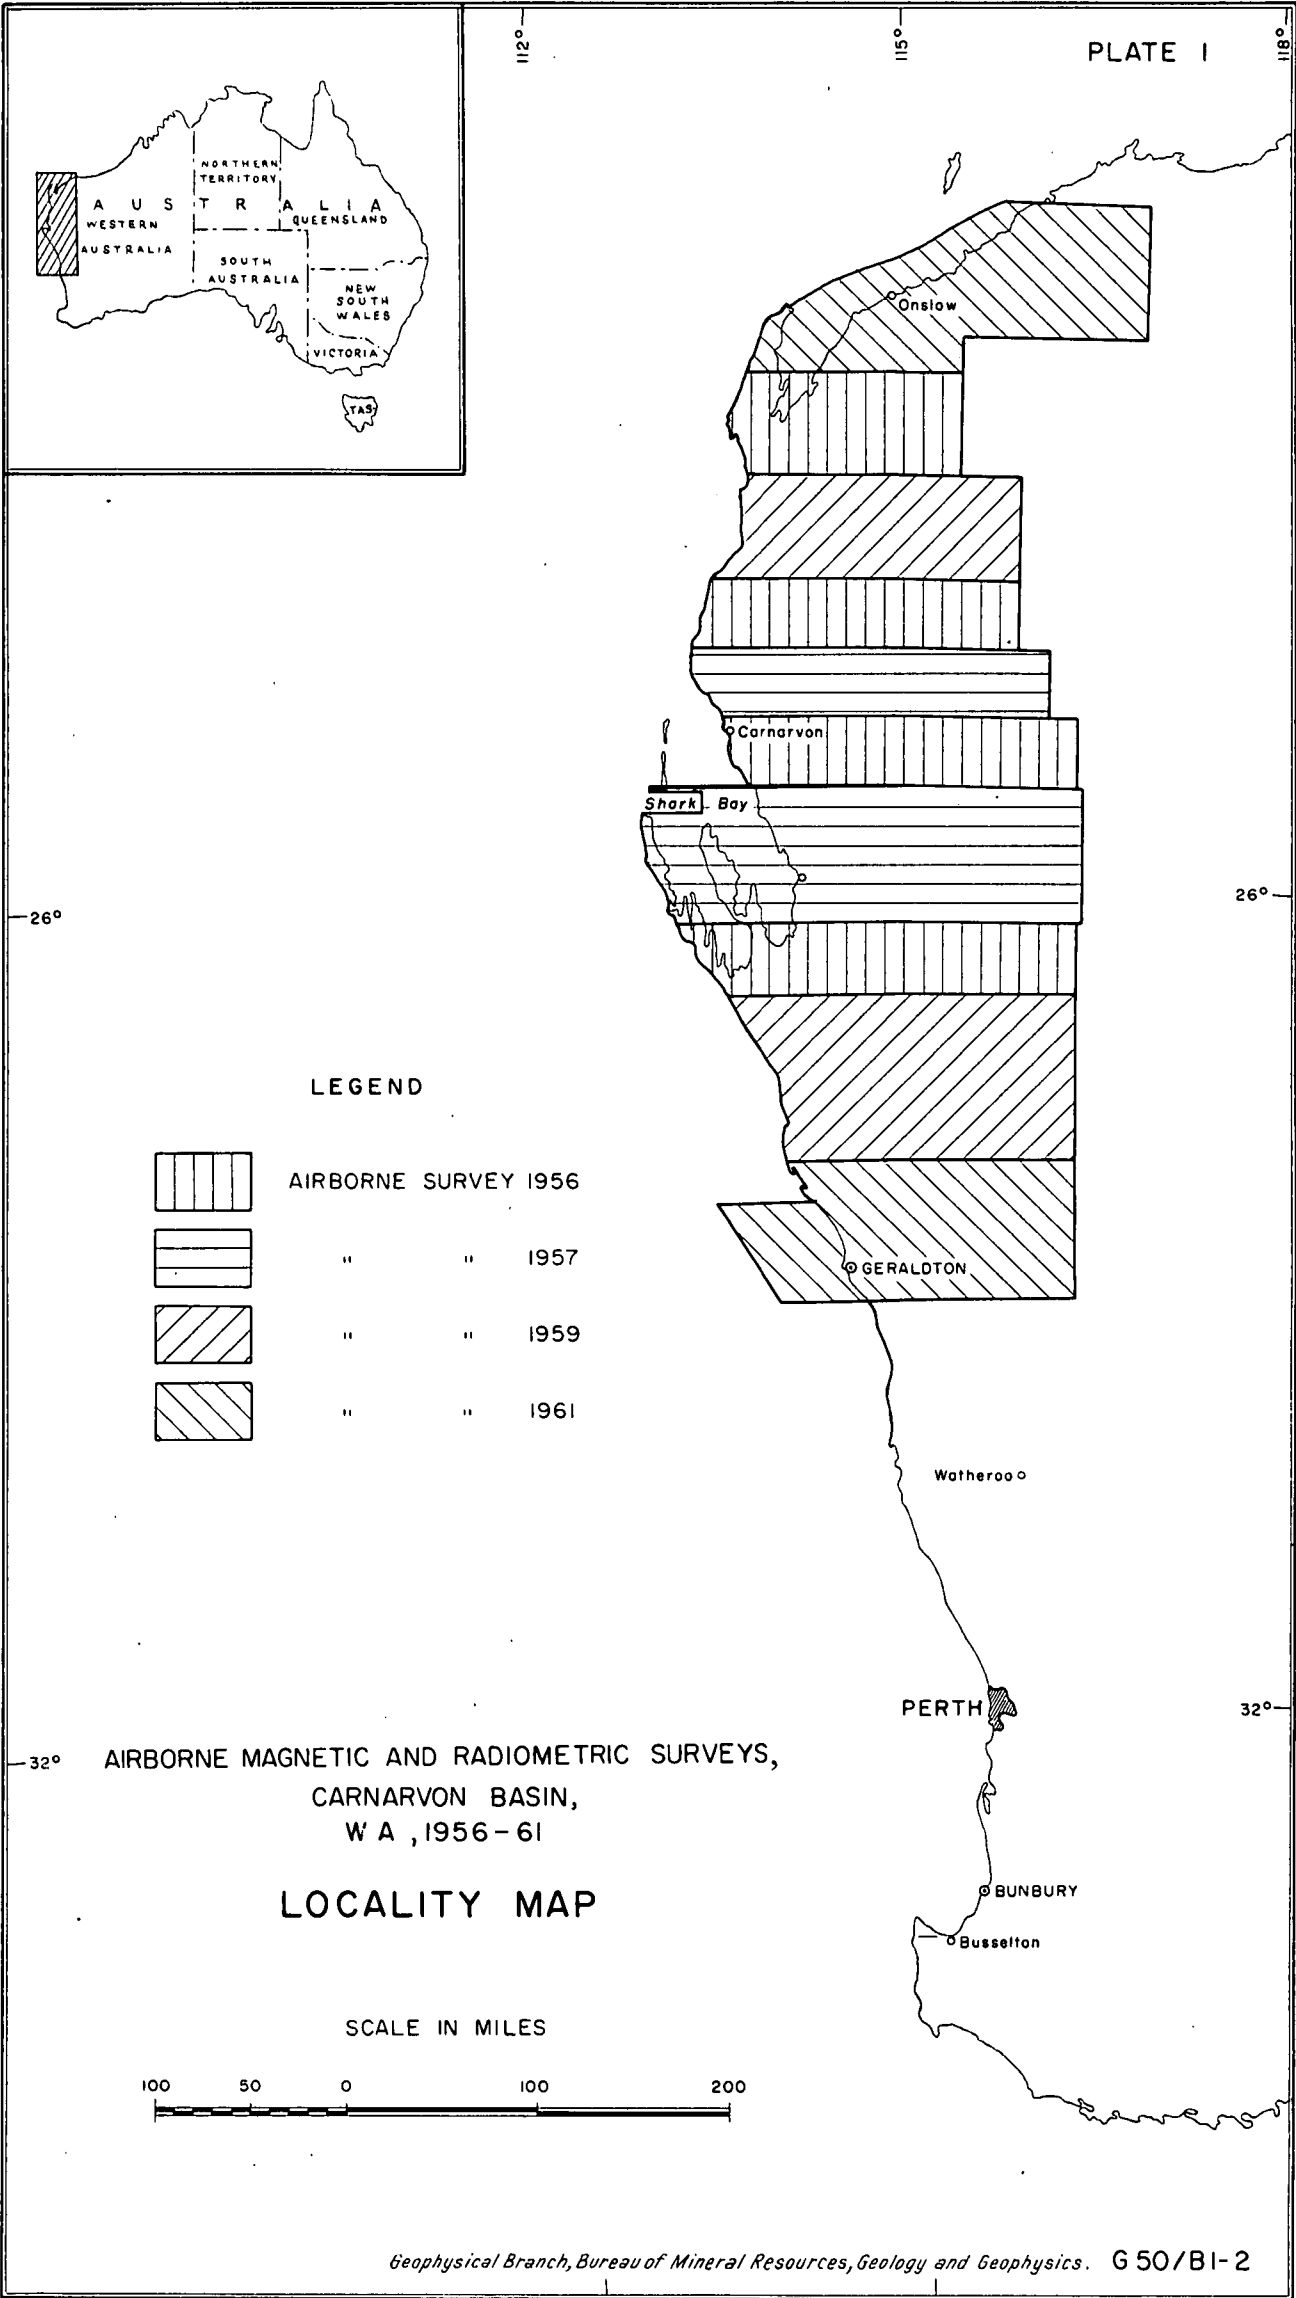 112°
115°
118°
PLATE 1
NORTHERN
TERRITORY
AUSTRALIA
QUEENSLAND
WESTERN
AUSTRALIA
SOUTH
AUSTRALIA
NEW
SOUTH
WALES
VICTORIA
TAS
Onslow
Carnarvon
Shark Bay
26°
26°
LEGEND
AIRBORNE SURVEY 1956
" " 1957
" " 1959
" " 1961
GERALDTON
Watheroo
PERTH
32°
32°
AIRBORNE MAGNETIC AND RADIOMETRIC SURVEYS,
CARNARVON BASIN,
W A , 1956-61
LOCALITY MAP
BUNBURY
Busselton
SCALE IN MILES
100 50 0 100 200
Geophysical Branch, Bureau of Mineral Resources, Geology and Geophysics. G 50/B1-2